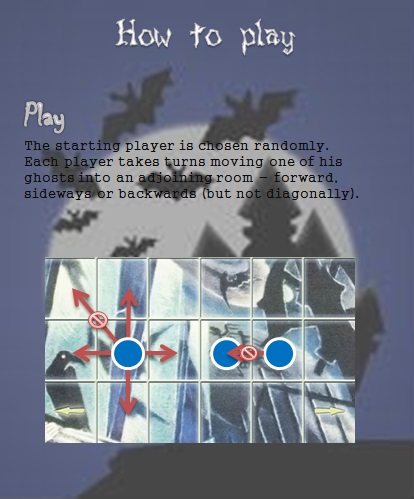 How to play
Play
The starting player is chosen randomly.
Each player takes turns moving one of his
ghosts into an adjoining room – forward,
sideways or backwards (but not diagonally).